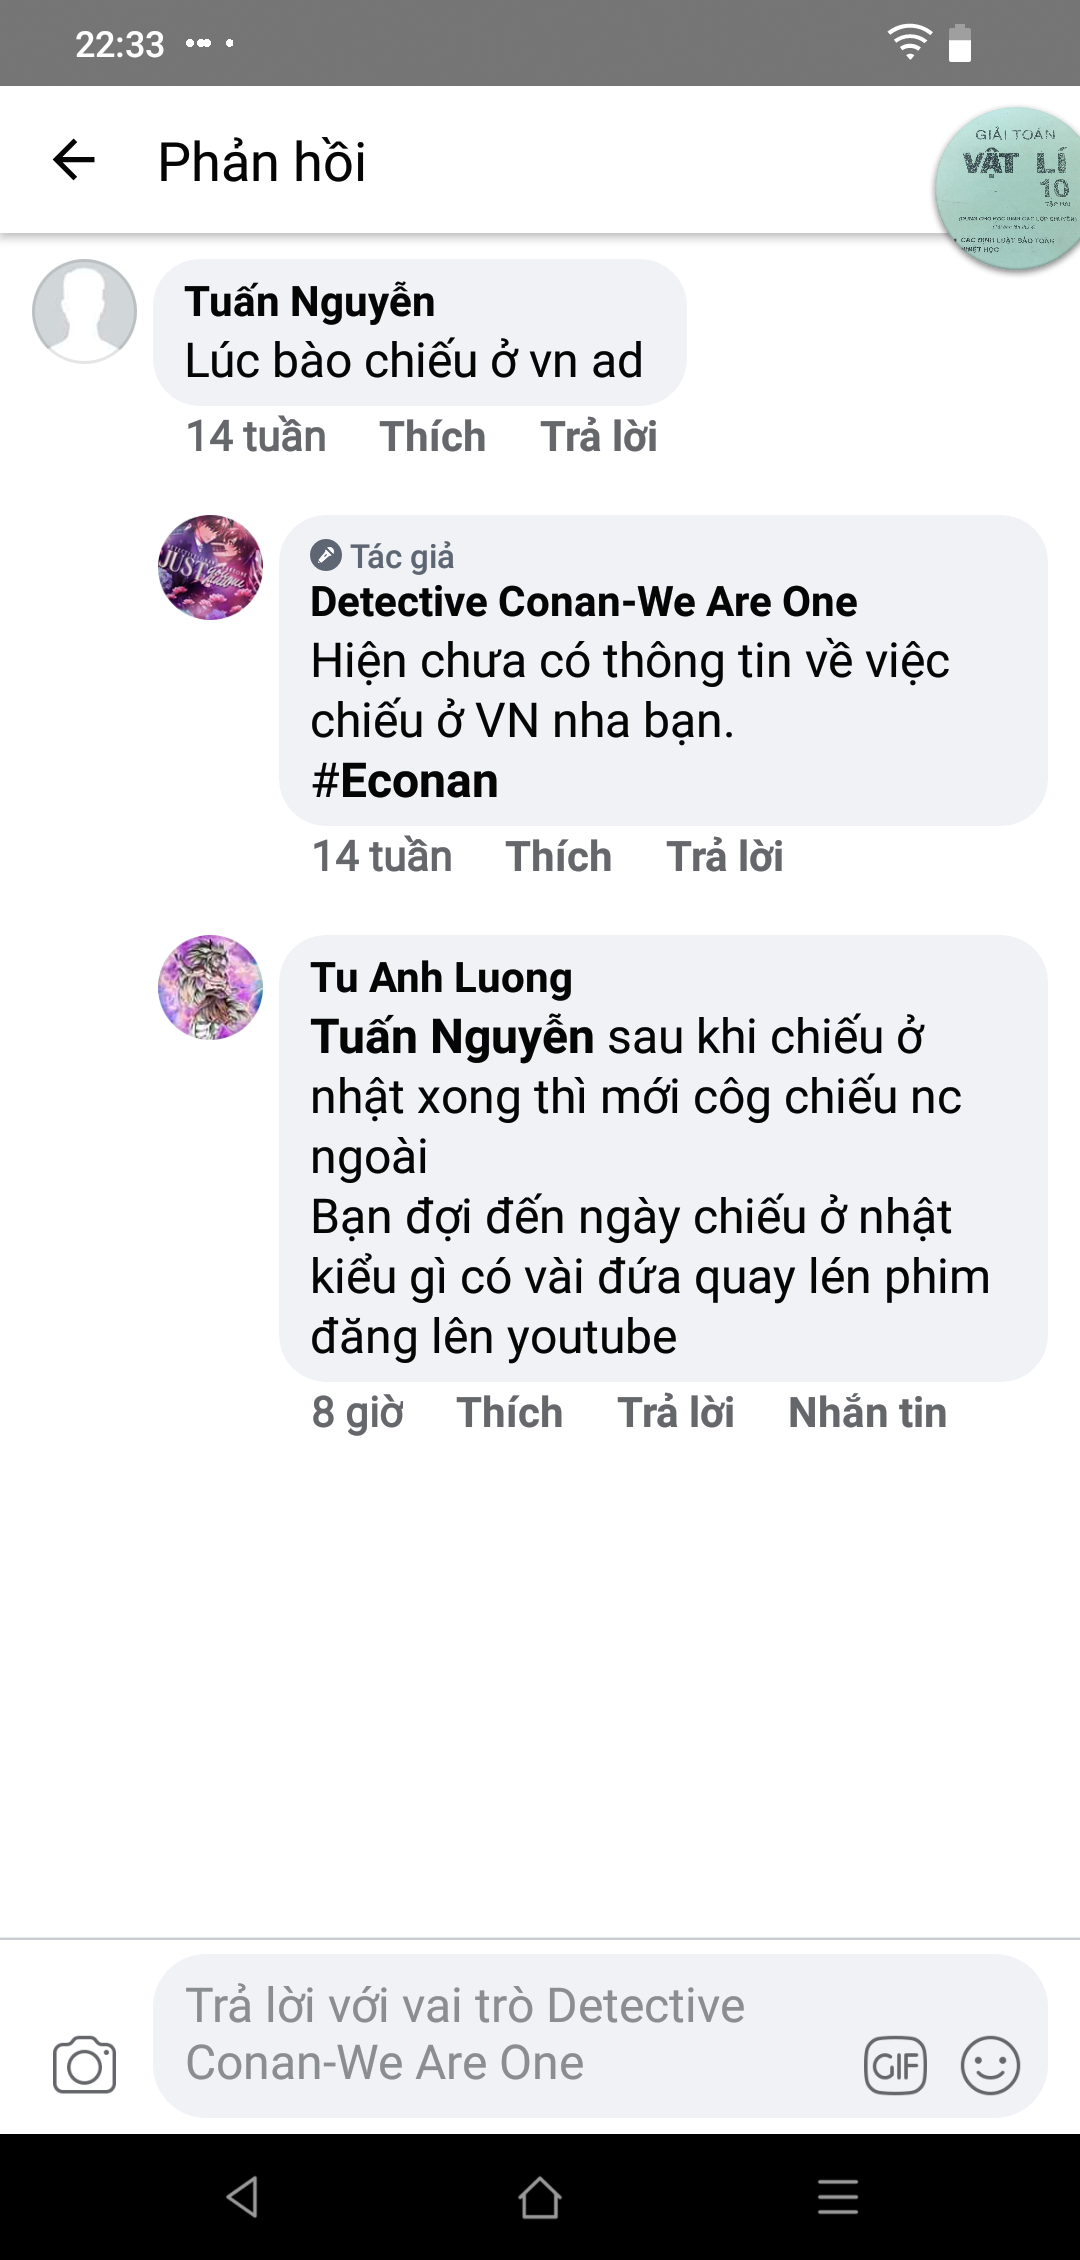 22:33
Phản hồi
GIẢI TOÁN
VẬT LÍ
10
Tuấn Nguyễn
Lúc bào chiếu ở vn ad
14 tuần Thích Trả lời
Tác giả
Detective Conan-We Are One
Hiện chưa có thông tin về việc
chiếu ở VN nha bạn.
#Econan
14 tuần Thích Trả lời
JUST
Tu Anh Luong
Tuấn Nguyễn sau khi chiếu ở
nhật xong thì mới côg chiếu nc
ngoài
Bạn đợi đến ngày chiếu ở nhật
kiểu gì có vài đứa quay lén phim
đăng lên youtube
8 giờ Thích Trả lời Nhắn tin
Trả lời với vai trò Detective
Conan-We Are One
GIF